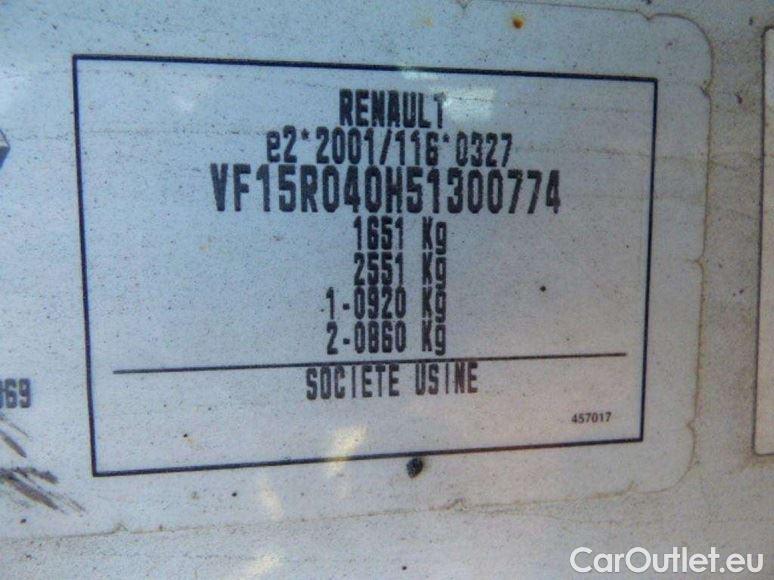 RENAULT
e2*2001/116*0327
VF15R040H51300774
1651 Kg
2551 Kg
1-0920 Kg
2-0860 Kg
SOCIETE USINE
457017
069
CarOutlet.eu